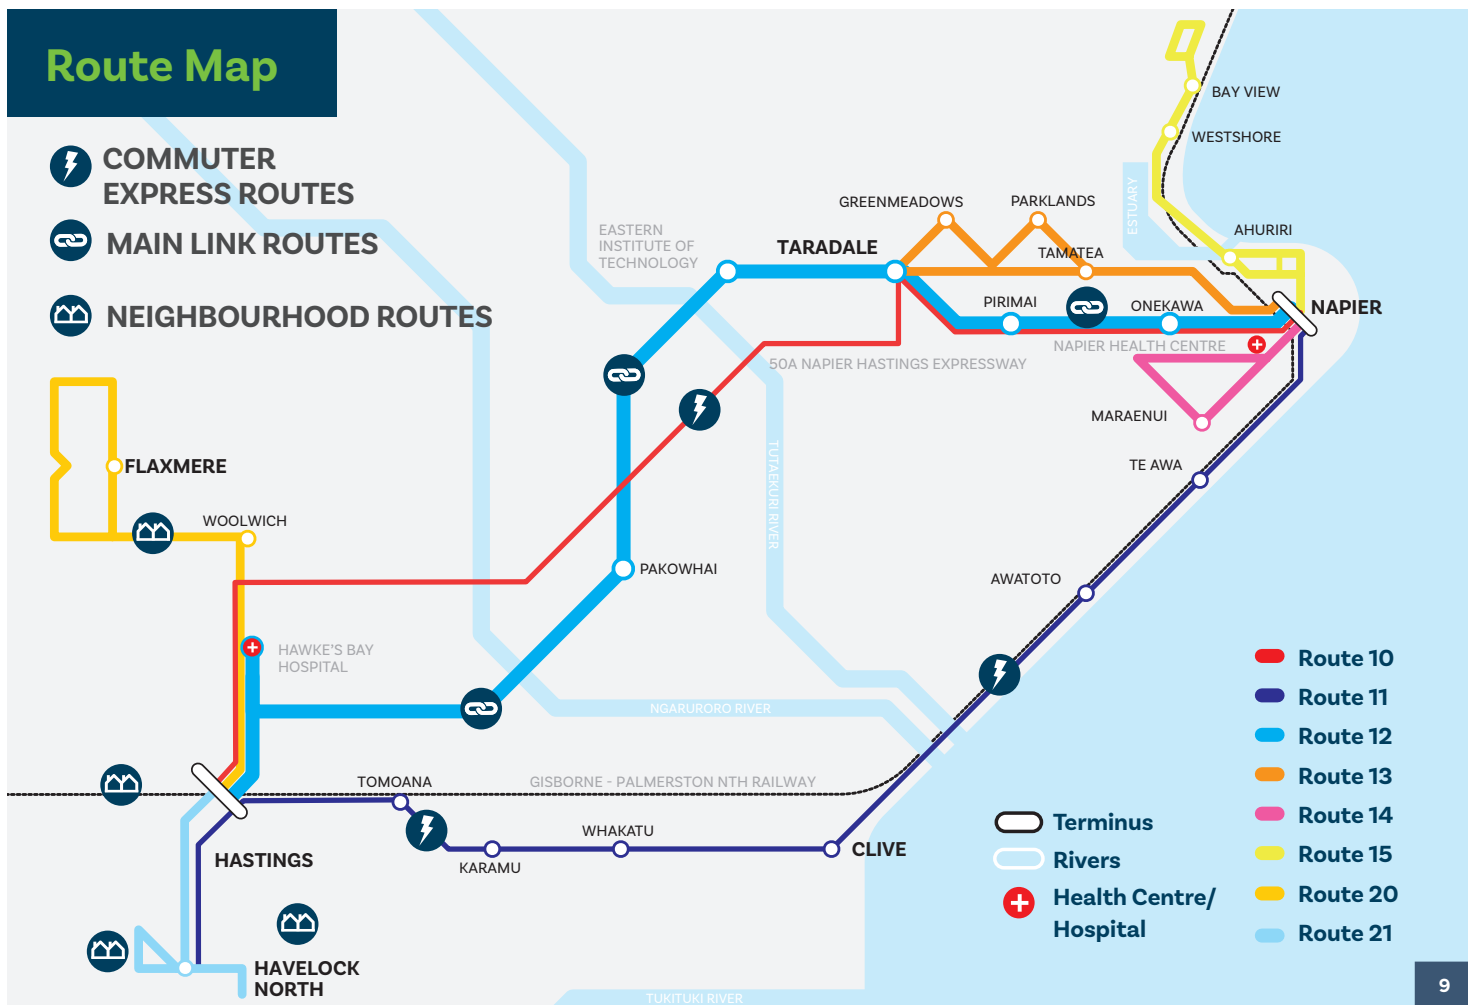 Route Map
COMMUTER
EXPRESS ROUTES
MAIN LINK ROUTES
NEIGHBOURHOOD ROUTES
BAY VIEW
WESTSHORE
ESTUARY
AHURIRI
GREENMEADOWS
PARKLANDS
TARADALE
TAMATEA
EASTERN
INSTITUTE OF
TECHNOLOGY
PIRIMAI
ONEKAWA
NAPIER
NAPIER HEALTH CENTRE
50A NAPIER HASTINGS EXPRESSWAY
MARAENUI
TE AWA
TUTAEKURI RIVER
FLAXMERE
WOOLWICH
PAKOWHAI
AWATOTO
HAWKE'S BAY
HOSPITAL
NGARURORO RIVER
TOMOANA
GISBORNE - PALMERSTON NTH RAILWAY
WHAKATU
KARAMU
CLIVE
HASTINGS
HAVELOCK
NORTH
TUKITUKI RIVER
Terminus
Rivers
Health Centre/
Hospital
Route 10
Route 11
Route 12
Route 13
Route 14
Route 15
Route 20
Route 21
9